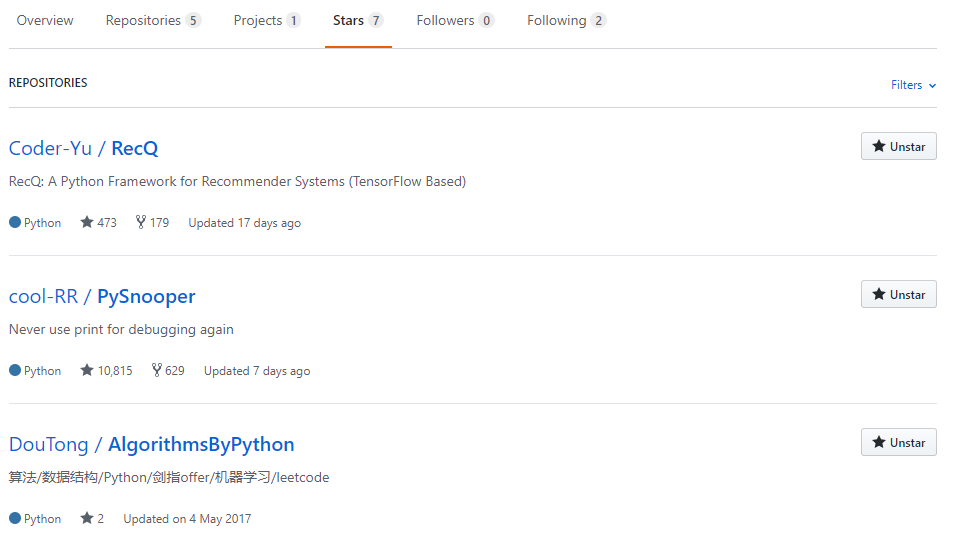 Overview Repositories 5 Projects 1 Stars 7 Followers 0 Following 2
REPOSITORIES Filters
Coder-Yu / RecQ Unstar
RecQ: A Python Framework for Recommender Systems (TensorFlow Based)
Python 473 179 Updated 17 days ago
cool-RR / PySnooper Unstar
Never use print for debugging again
Python 10,815 629 Updated 7 days ago
DouTong / AlgorithmsByPython Unstar
算法/数据结构/Python/剑指offer/机器学习/leetcode
Python 2 Updated on 4 May 2017